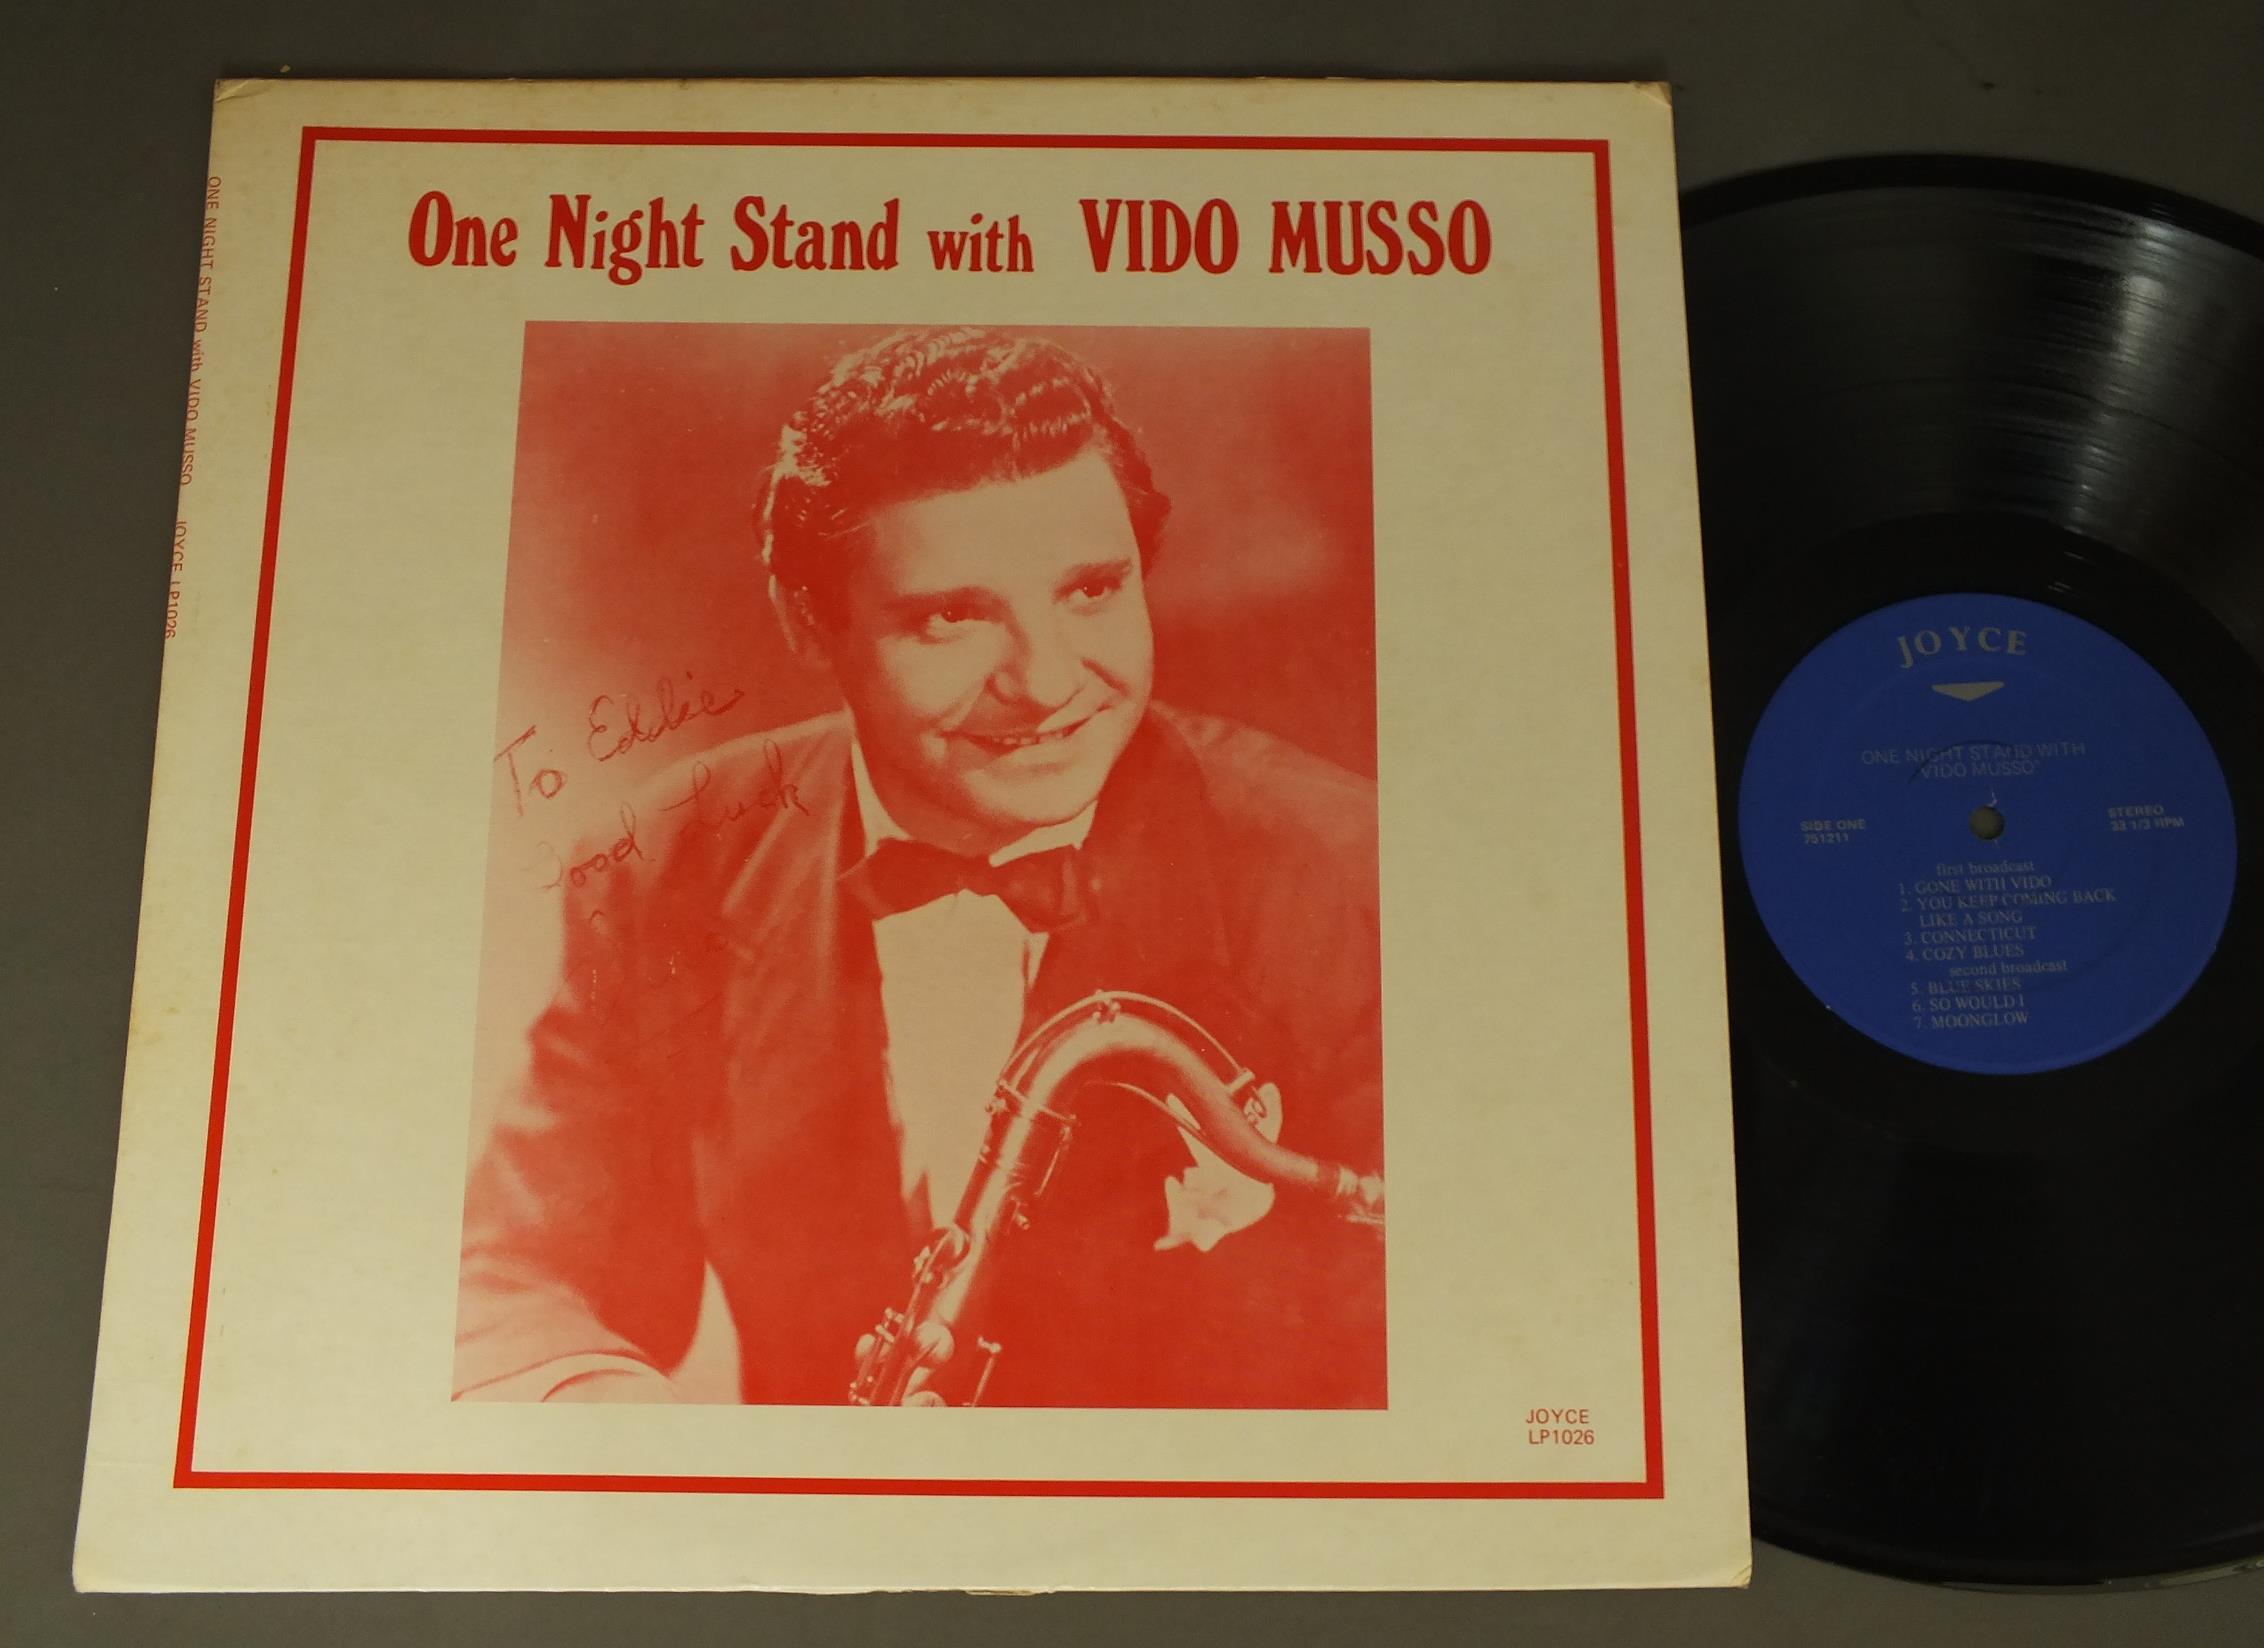 One Night Stand with VIDO MUSSO
ONE NIGHT STAND with VIDO MUSSO JOYCE LP1026
To Eddie
Good Luck
JOYCE
LP1026
JOYCE
ONE NIGHT STAND WITH
VIDO MUSSO
SIDE ONE
751211
STEREO
33 1/3 RPM
first broadcast
1. GONE WITH VIDO
2. YOU KEEP COMING BACK
LIKE A SONG
3. CONNECTICUT
4. COZY BLUES
second broadcast
5. BLUE SKIES
6. SO WOULD I
7. MOONGLOW